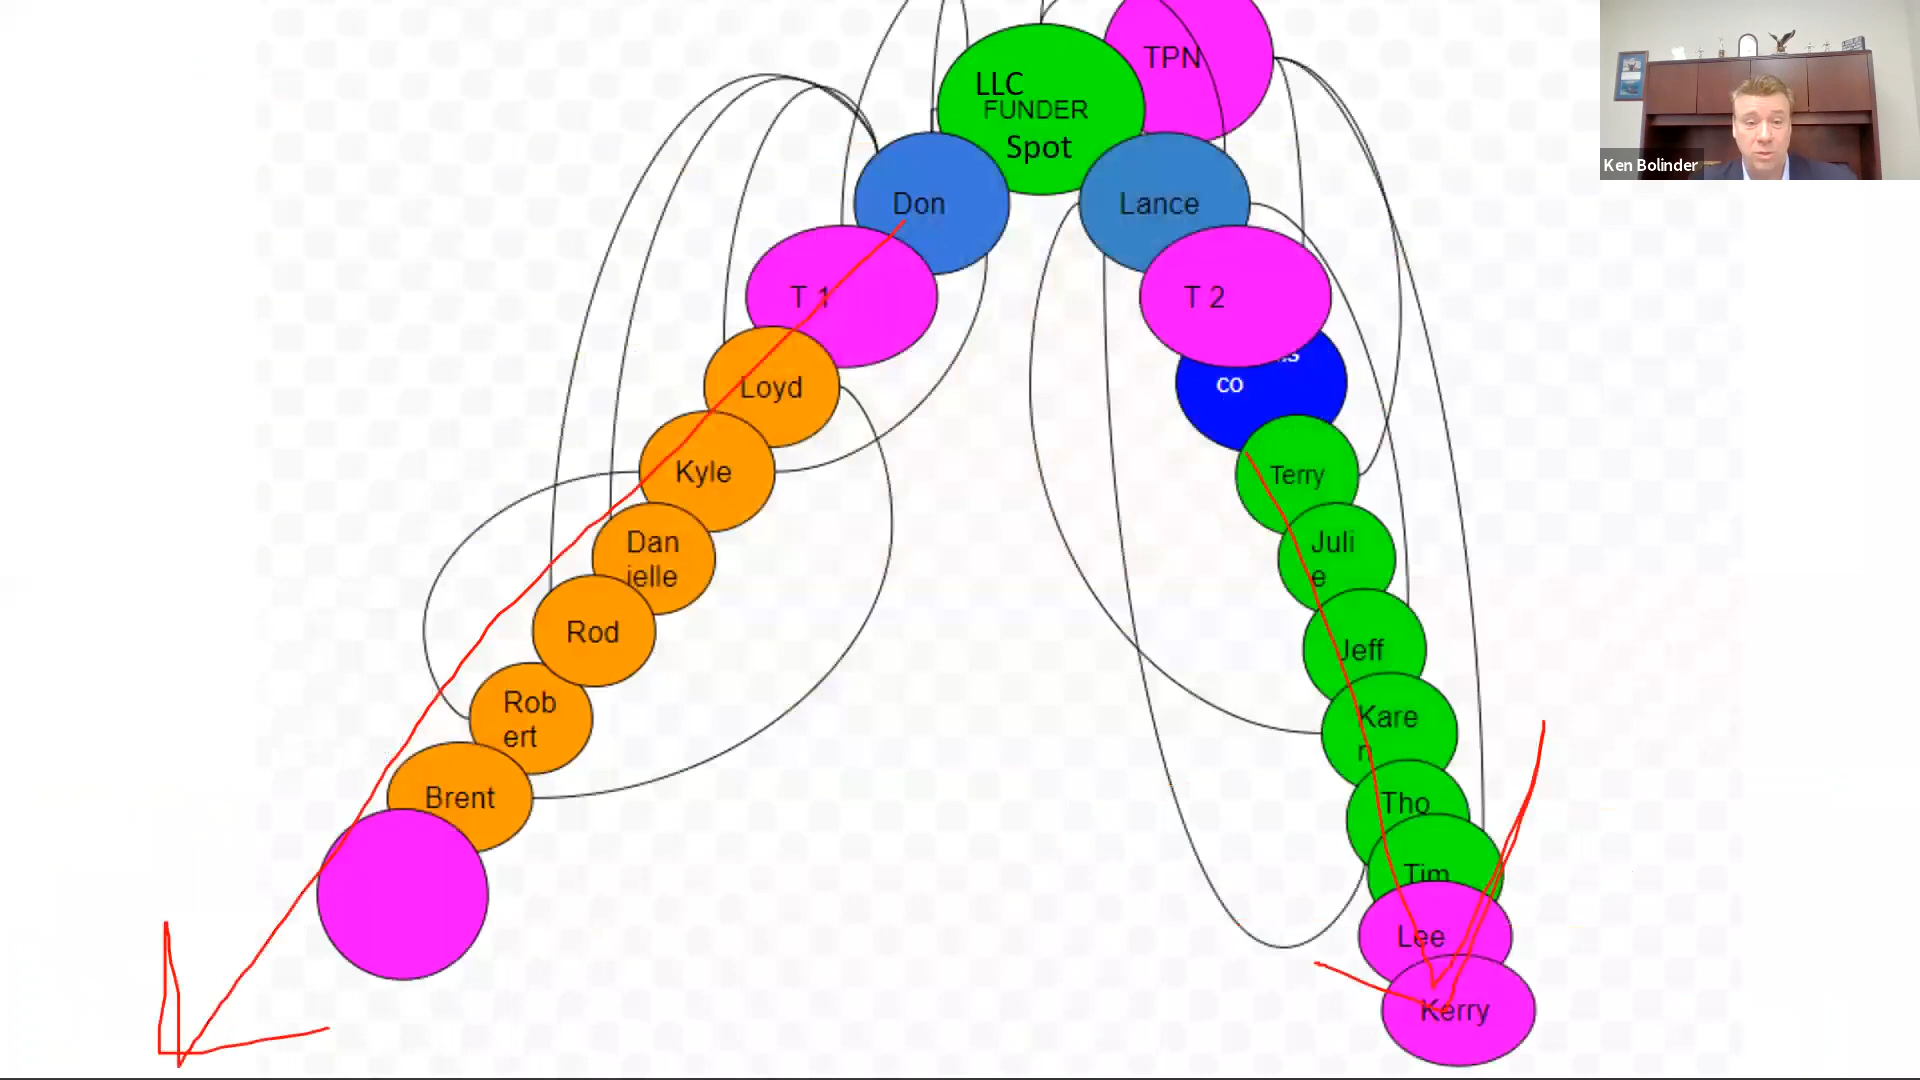 TPN
LLC
FUNDER
Spot
Ken Bolinder
Don
Lance
T 1
T 2
co
Loyd
Kyle
Terry
Dan
ielle
Juli
e
Rod
Jeff
Rob
ert
Kare
n
Brent
Tho
Tim
Lee
Kerry